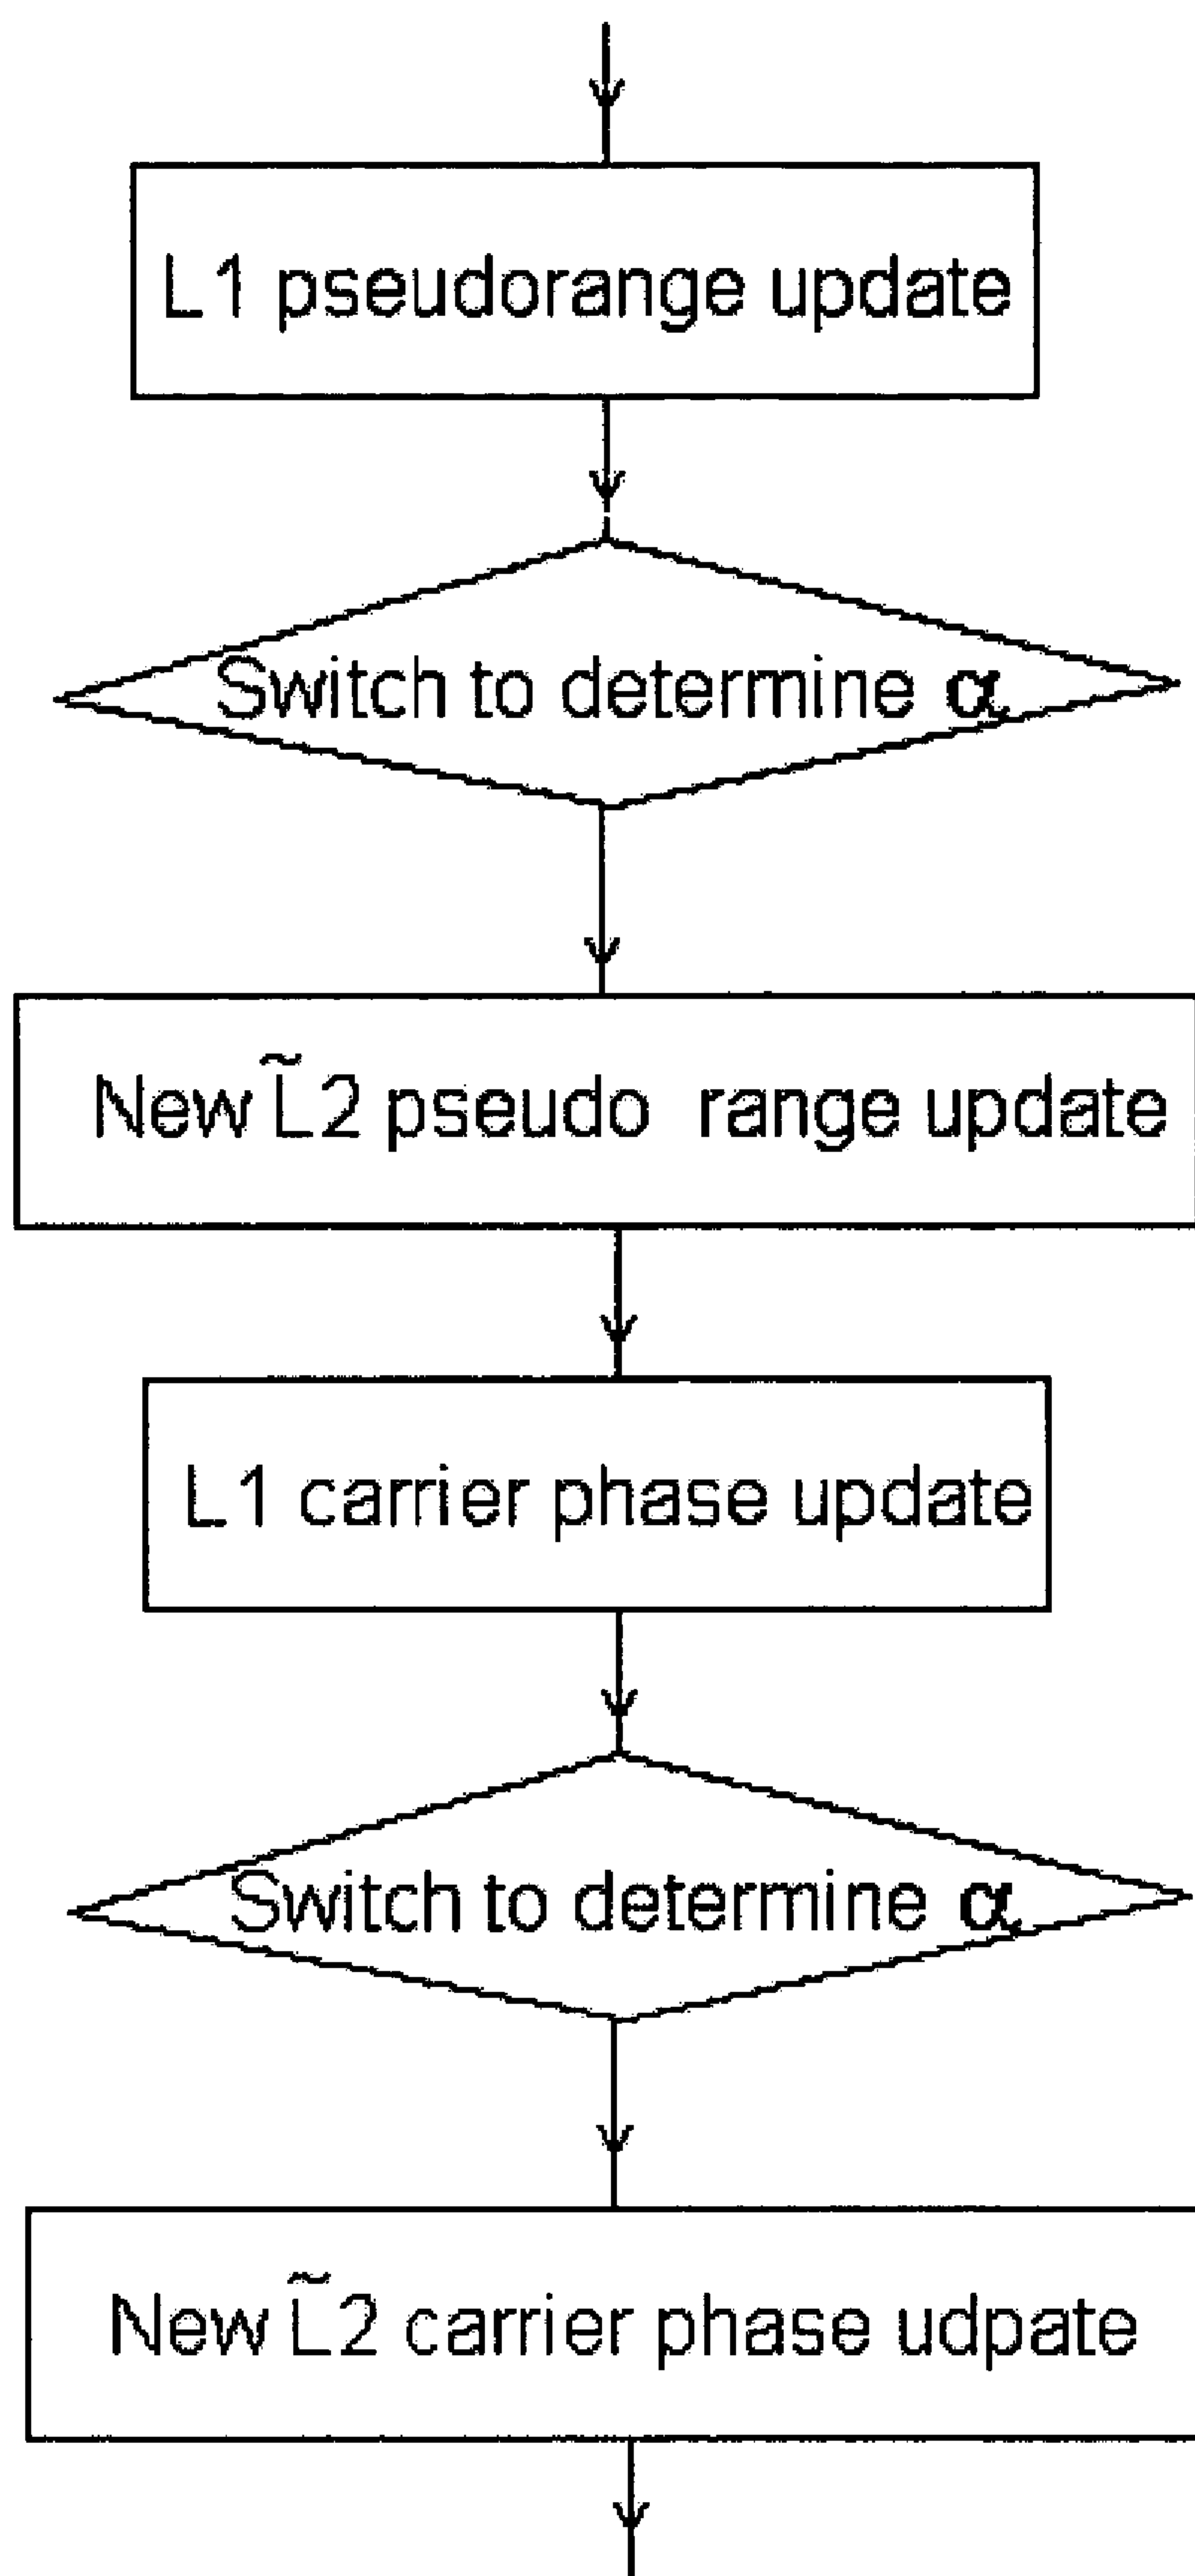 L1 pseudorange update
Switch to determine α
New L̃2 pseudo range update
L1 carrier phase update
Switch to determine α
New L̃2 carrier phase udpate